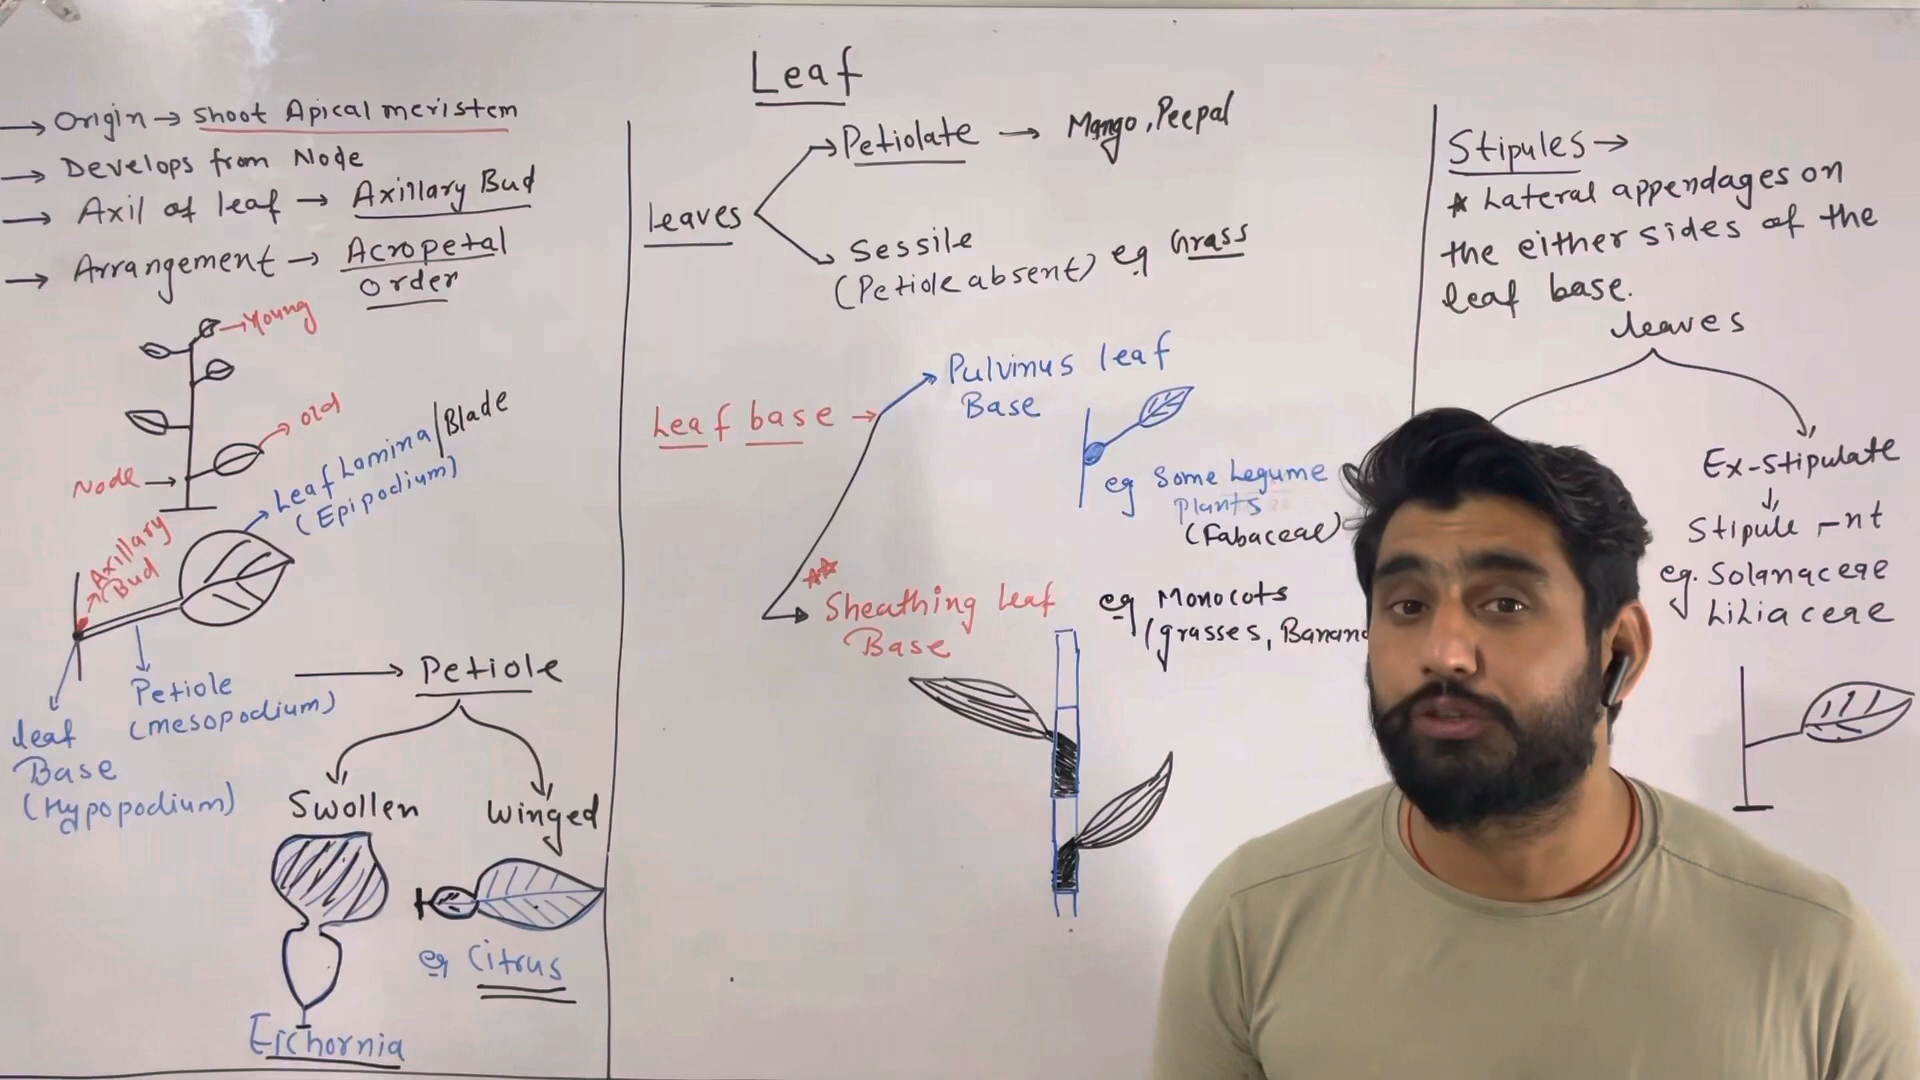 Leaf
→ Origin → Shoot Apical meristem
→ Develops from Node
→ Axil of leaf → Axillary Bud
→ Arrangement → Acropetal
order
→ Young
→ old
Node →
Leaf Lamina/Blade
(Epipodium)
Axillary
Bud
Petiole
(mesopodium)
leaf
Base
(Hypopodium)
→ Petiole
Swollen
Winged
eg Citrus
Eichornia
leaves
→ Petiolate → Mango, Peepal
Sessile
(Petiole absent) eg Grass
Leaf base →
Pulvinus leaf
Base
eg Some Legume
plants
(Fabaceae)
Sheathing Leaf
Base
eg Monocots
(grasses, Banana
Stipules →
* Lateral appendages on
the either sides of the
leaf base.
leaves
Ex-stipulate
Stipule -nt
eg. Solanaceae
Liliaceae